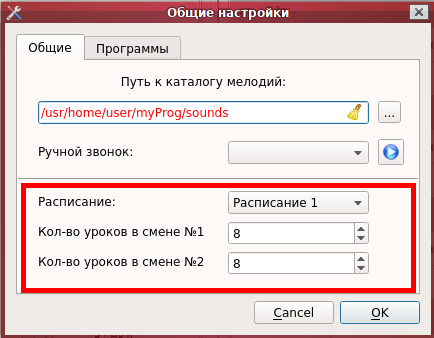 Общие настройки
Общие Программы
Путь к каталогу мелодий:
/usr/home/user/myProg/sounds ...
Ручной звонок:
Расписание: Расписание 1
Кол-во уроков в смене №1 8
Кол-во уроков в смене №2 8
Cancel OK